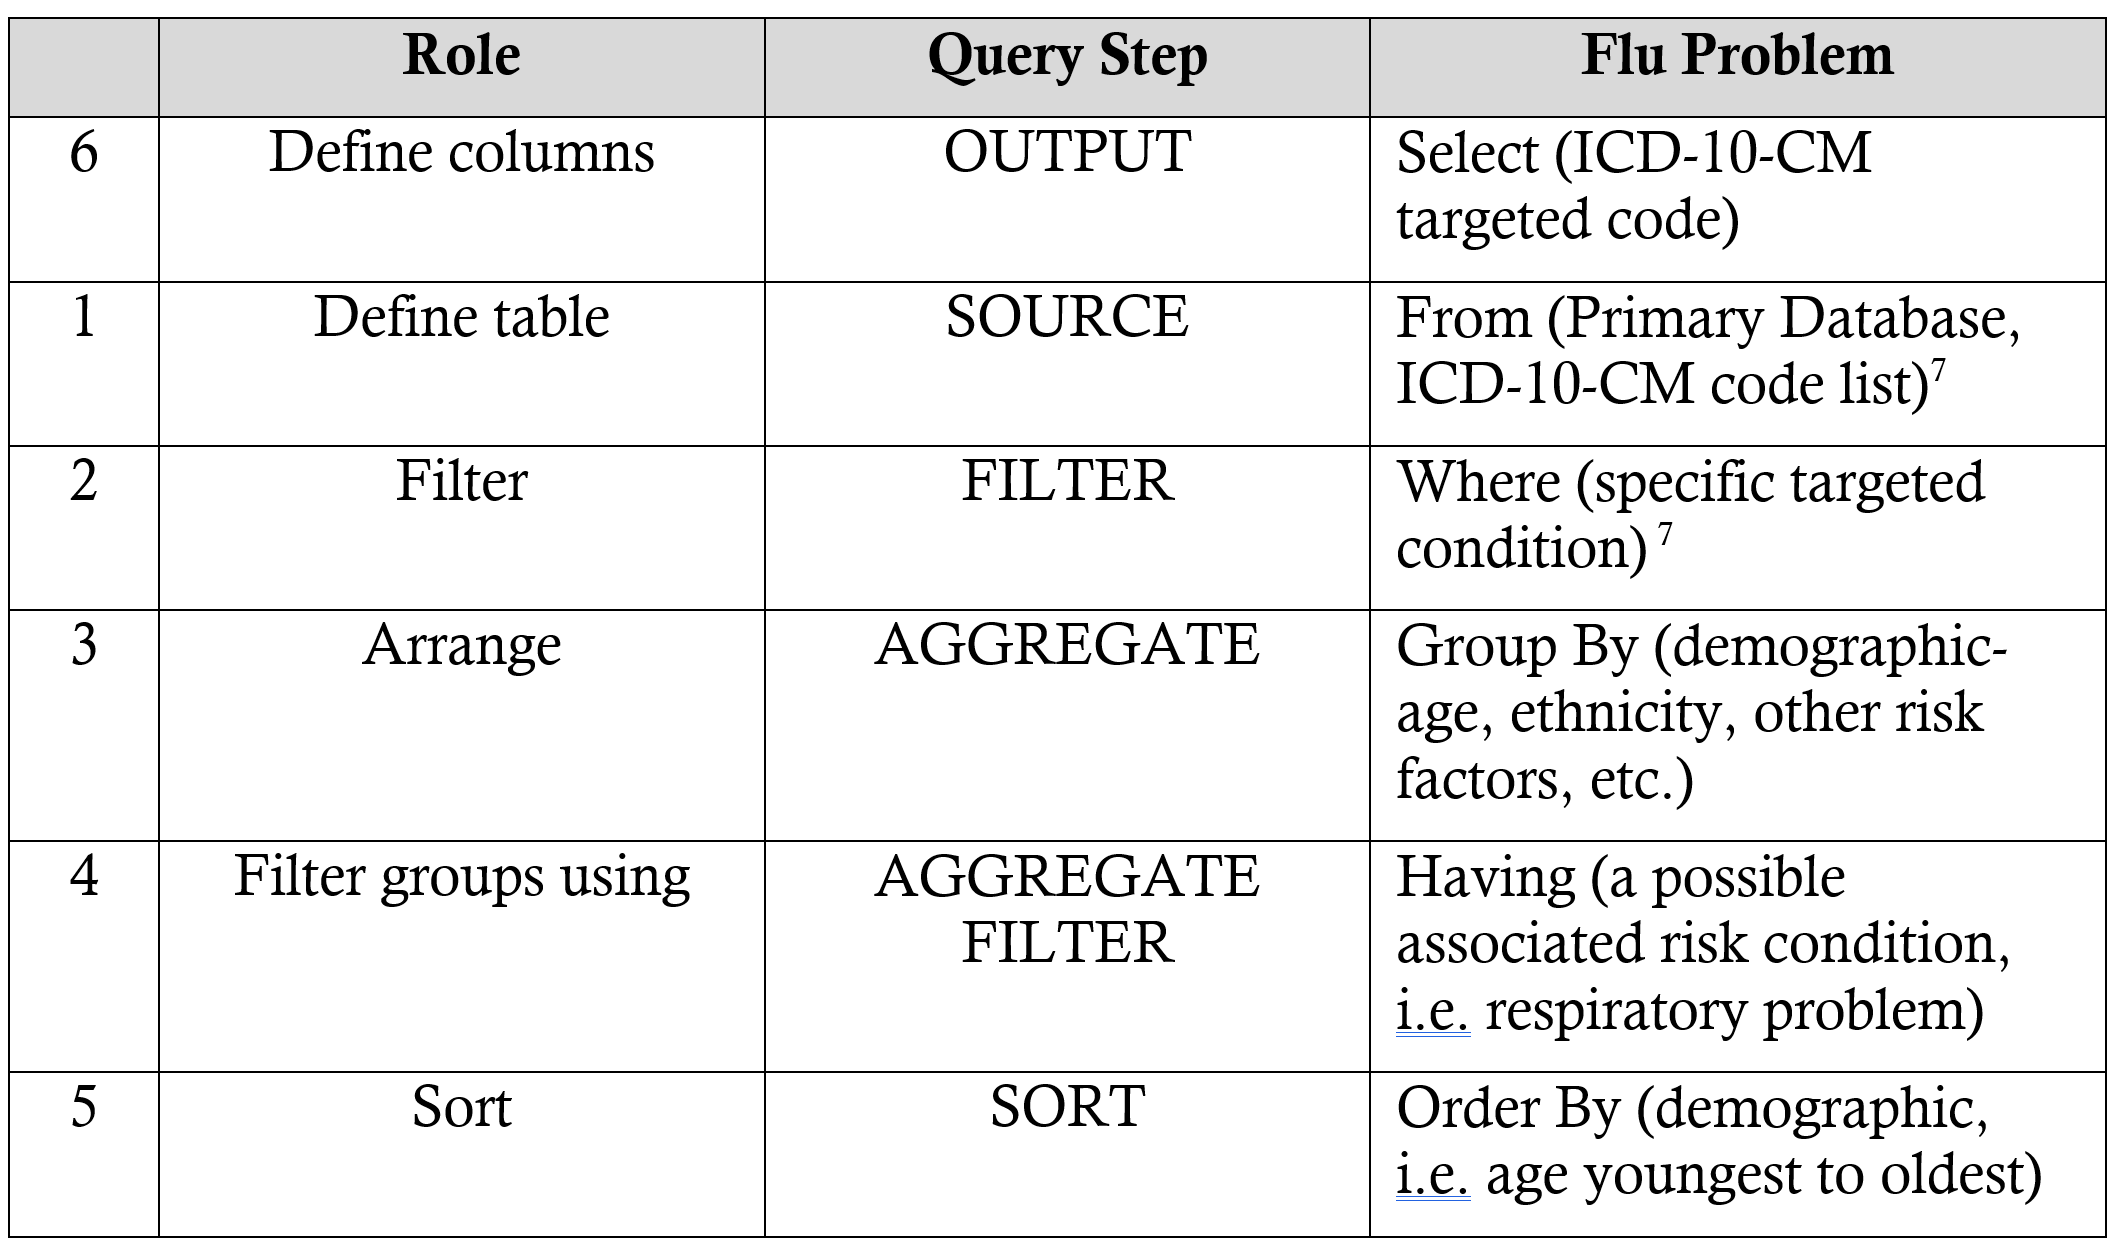 Role Query Step Flu Problem
6 Define columns OUTPUT Select (ICD-10-CM
targeted code)
1 Define table SOURCE From (Primary Database,
ICD-10-CM code list)⁷
2 Filter FILTER Where (specific targeted
condition) ⁷
3 Arrange AGGREGATE Group By (demographic-
age, ethnicity, other risk
factors, etc.)
4 Filter groups using AGGREGATE Having (a possible
FILTER associated risk condition,
i.e. respiratory problem)
5 Sort SORT Order By (demographic,
i.e. age youngest to oldest)